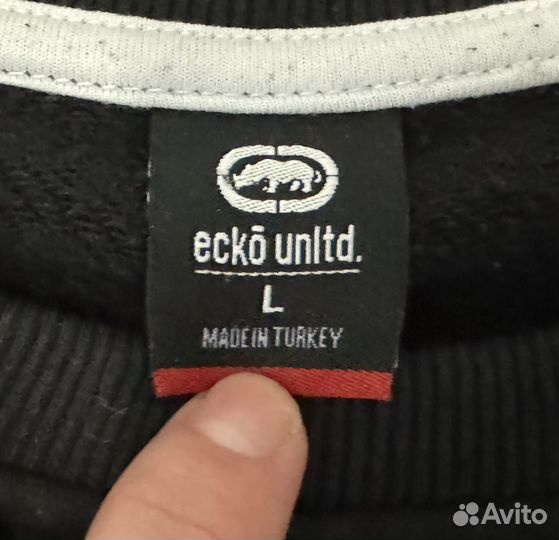 eckō unltd.
L
MADE IN TURKEY
Avito